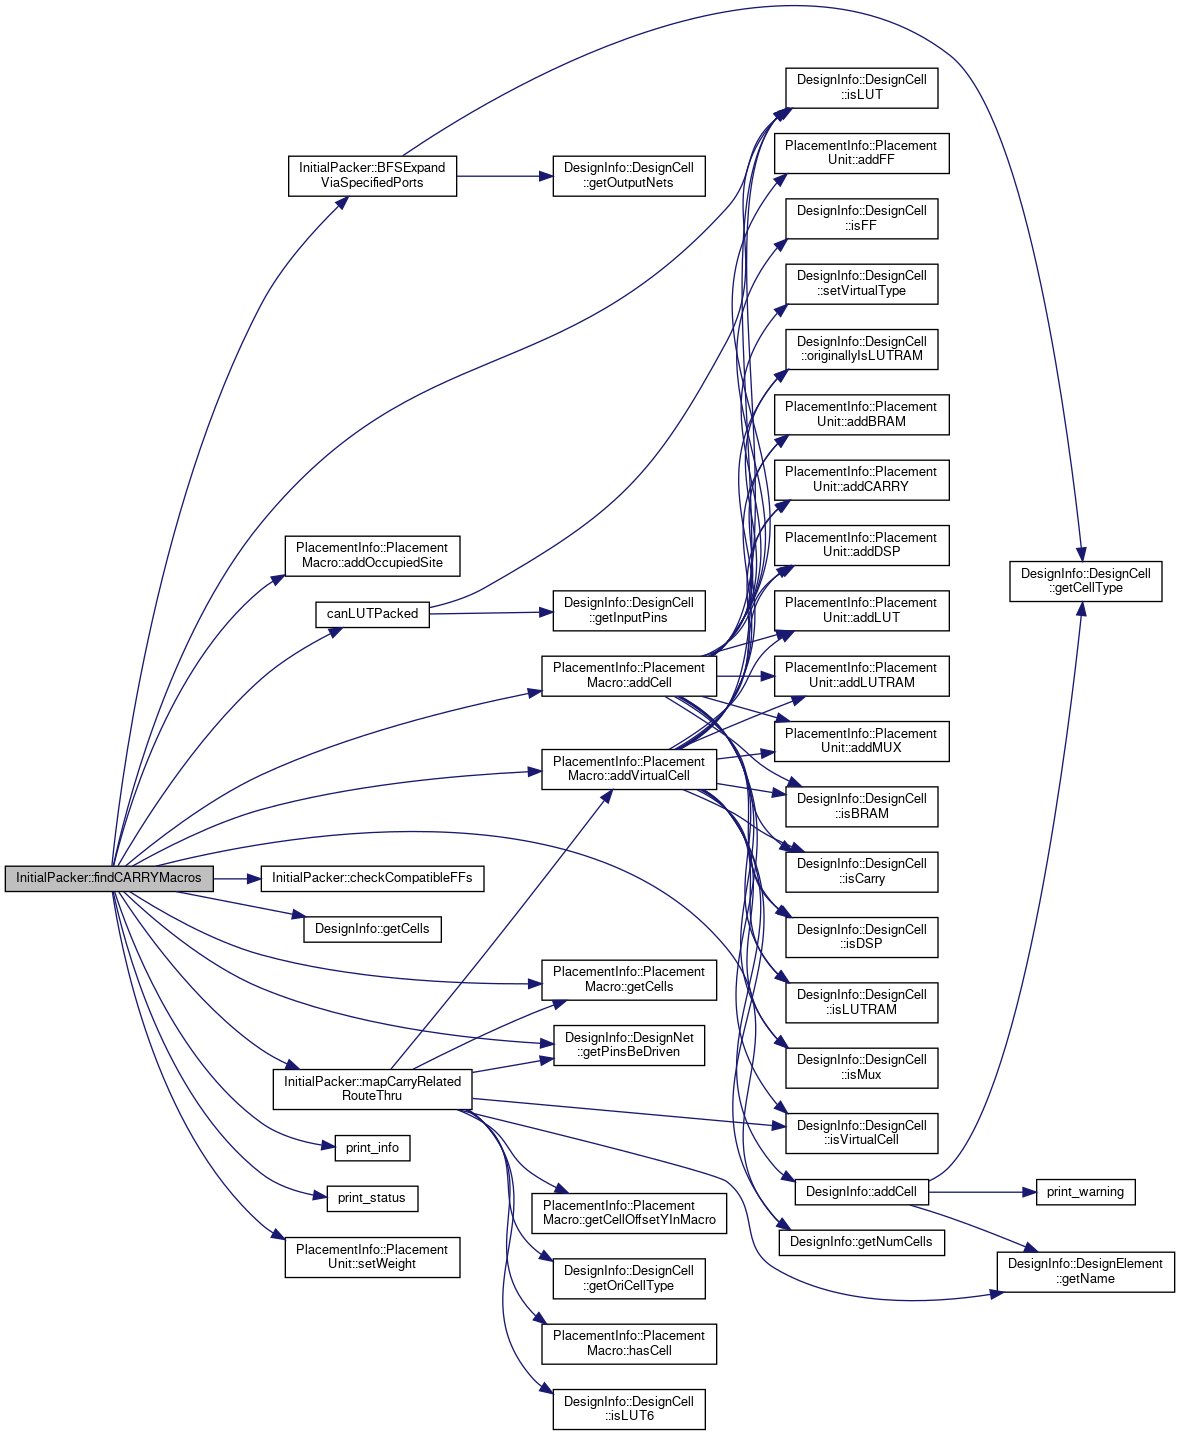 InitialPacker::findCARRYMacros
InitialPacker::BFSExpand
ViaSpecifiedPorts
PlacementInfo::Placement
Macro::addOccupiedSite
canLUTPacked
InitialPacker::checkCompatibleFFs
DesignInfo::getCells
InitialPacker::mapCarryRelated
RouteThru
print_info
print_status
PlacementInfo::Placement
Unit::setWeight
DesignInfo::DesignCell
::getOutputNets
DesignInfo::DesignCell
::getInputPins
PlacementInfo::Placement
Macro::addCell
PlacementInfo::Placement
Macro::addVirtualCell
PlacementInfo::Placement
Macro::getCells
DesignInfo::DesignNet
::getPinsBeDriven
PlacementInfo::Placement
Macro::getCellOffsetYInMacro
DesignInfo::DesignCell
::getOriCellType
PlacementInfo::Placement
Macro::hasCell
DesignInfo::DesignCell
::isLUT6
DesignInfo::DesignCell
::isLUT
PlacementInfo::Placement
Unit::addFF
DesignInfo::DesignCell
::isFF
DesignInfo::DesignCell
::setVirtualType
DesignInfo::DesignCell
::originallyIsLUTRAM
PlacementInfo::Placement
Unit::addBRAM
PlacementInfo::Placement
Unit::addCARRY
PlacementInfo::Placement
Unit::addDSP
PlacementInfo::Placement
Unit::addLUT
PlacementInfo::Placement
Unit::addLUTRAM
PlacementInfo::Placement
Unit::addMUX
DesignInfo::DesignCell
::isBRAM
DesignInfo::DesignCell
::isCarry
DesignInfo::DesignCell
::isDSP
DesignInfo::DesignCell
::isLUTRAM
DesignInfo::DesignCell
::isMux
DesignInfo::DesignCell
::isVirtualCell
DesignInfo::addCell
DesignInfo::getNumCells
DesignInfo::DesignCell
::getCellType
print_warning
DesignInfo::DesignElement
::getName